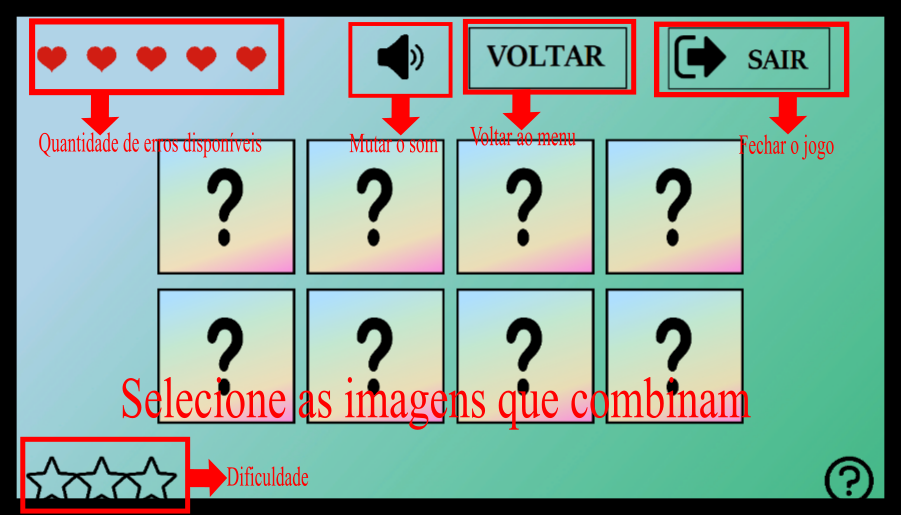 VOLTAR
SAIR
Quantidade de erros disponíveis
Mutar o som
Voltar ao menu
Fechar o jogo
? ? ? ?
? ? ? ?
Selecione as imagens que combinam
Dificuldade
?